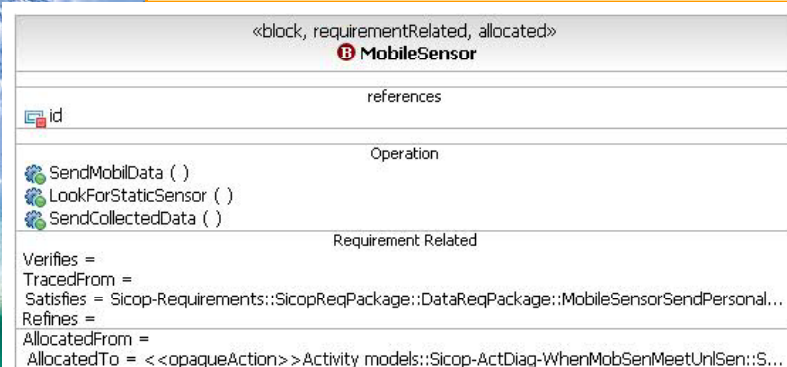 «block, requirementRelated, allocated»
B MobileSensor
references
id
Operation
SendMobilData ( )
LookForStaticSensor ( )
SendCollectedData ( )
Requirement Related
Verifies =
TracedFrom =
Satisfies = Sicop-Requirements::SicopReqPackage::DataReqPackage::MobileSensorSendPersonal...
Refines =
AllocatedFrom =
AllocatedTo = <<opaqueAction>>Activity models::Sicop-ActDiag-WhenMobSenMeetUnlSen::S...